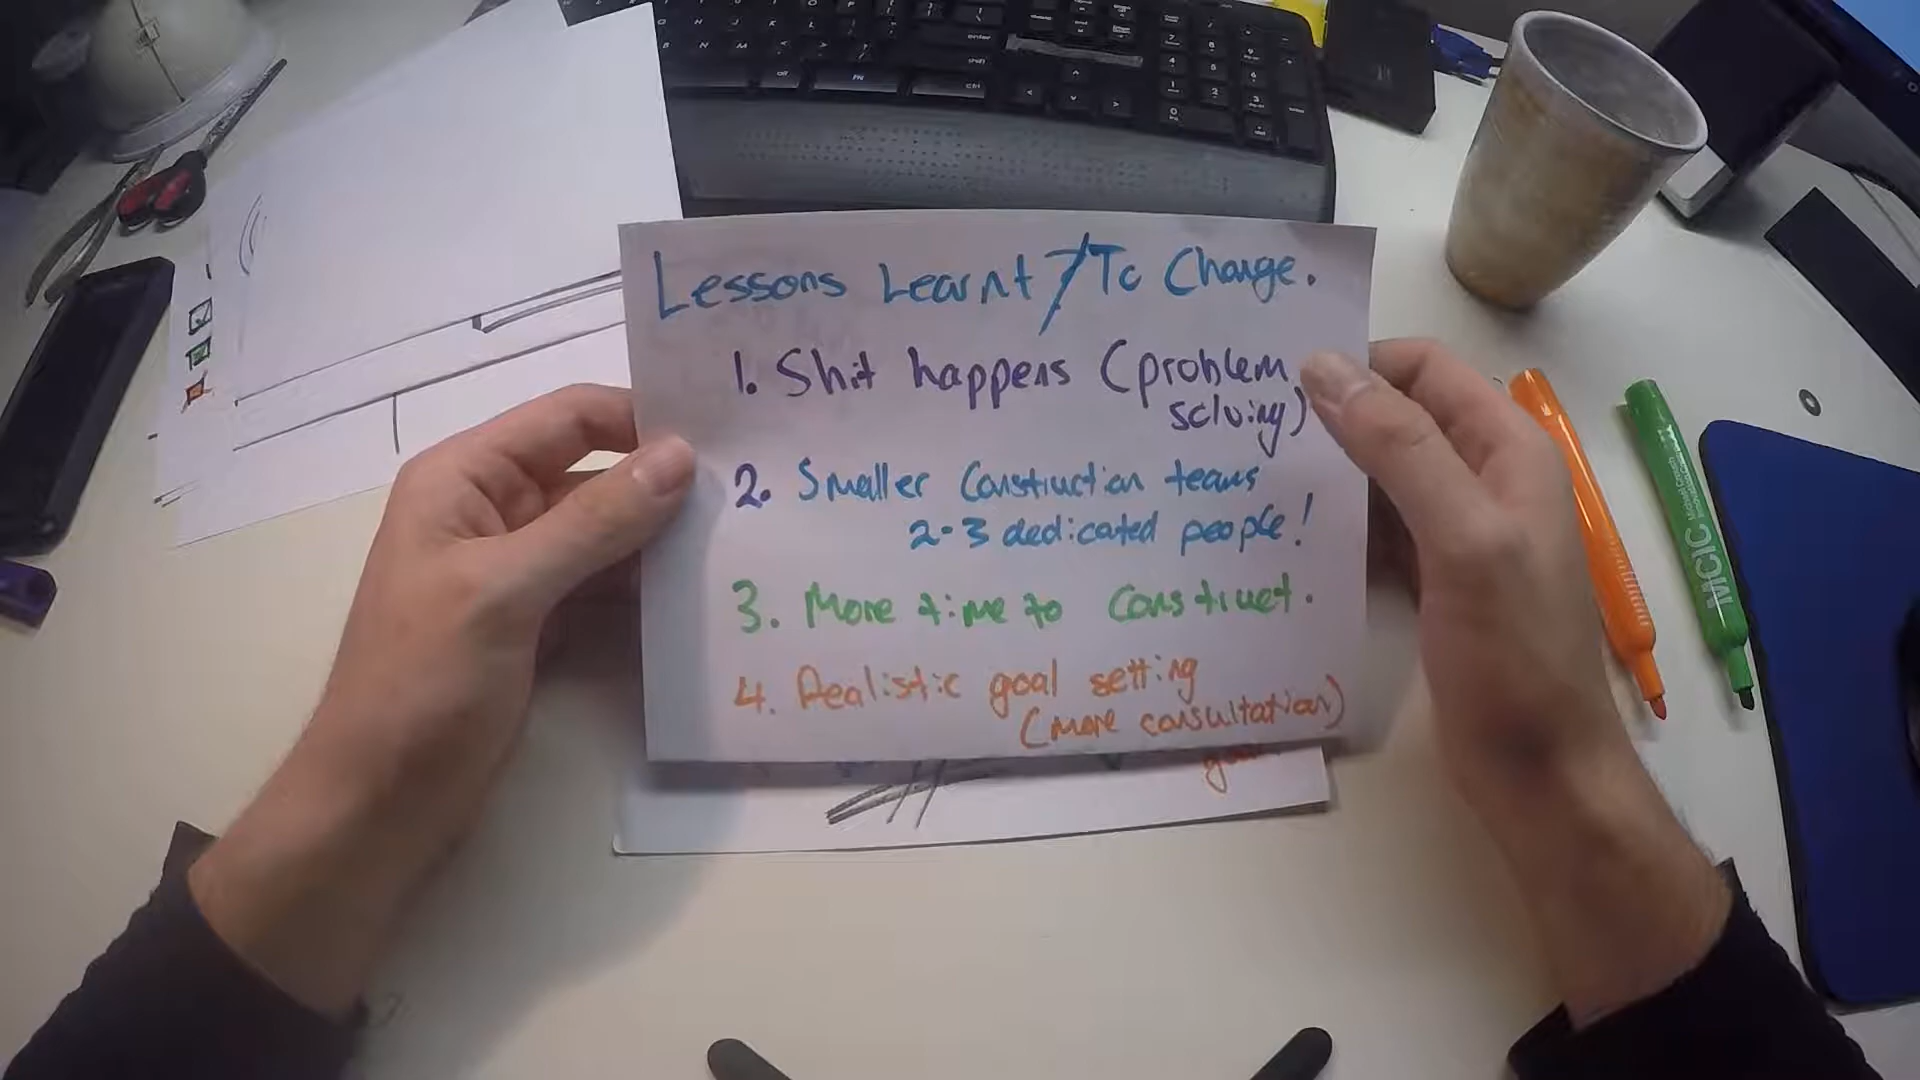 Lessons Learnt / To Change.
1. Shit happens (problem
solving)
2. Smaller Construction teams
2-3 dedicated people!
3. More time to Construct.
4. Realistic goal setting
(more consultation)
MCIC